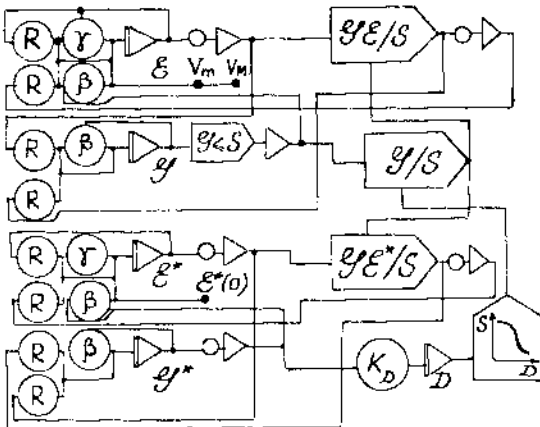 R γ ℰ V_m V_M 𝒴ℰ/S
R β
R β 𝒴 𝒴≤S 𝒴/S
R
R γ ℰ* ℰ*(0) 𝒴ℰ*/S
R β
R β 𝒴* K_D D S D
R